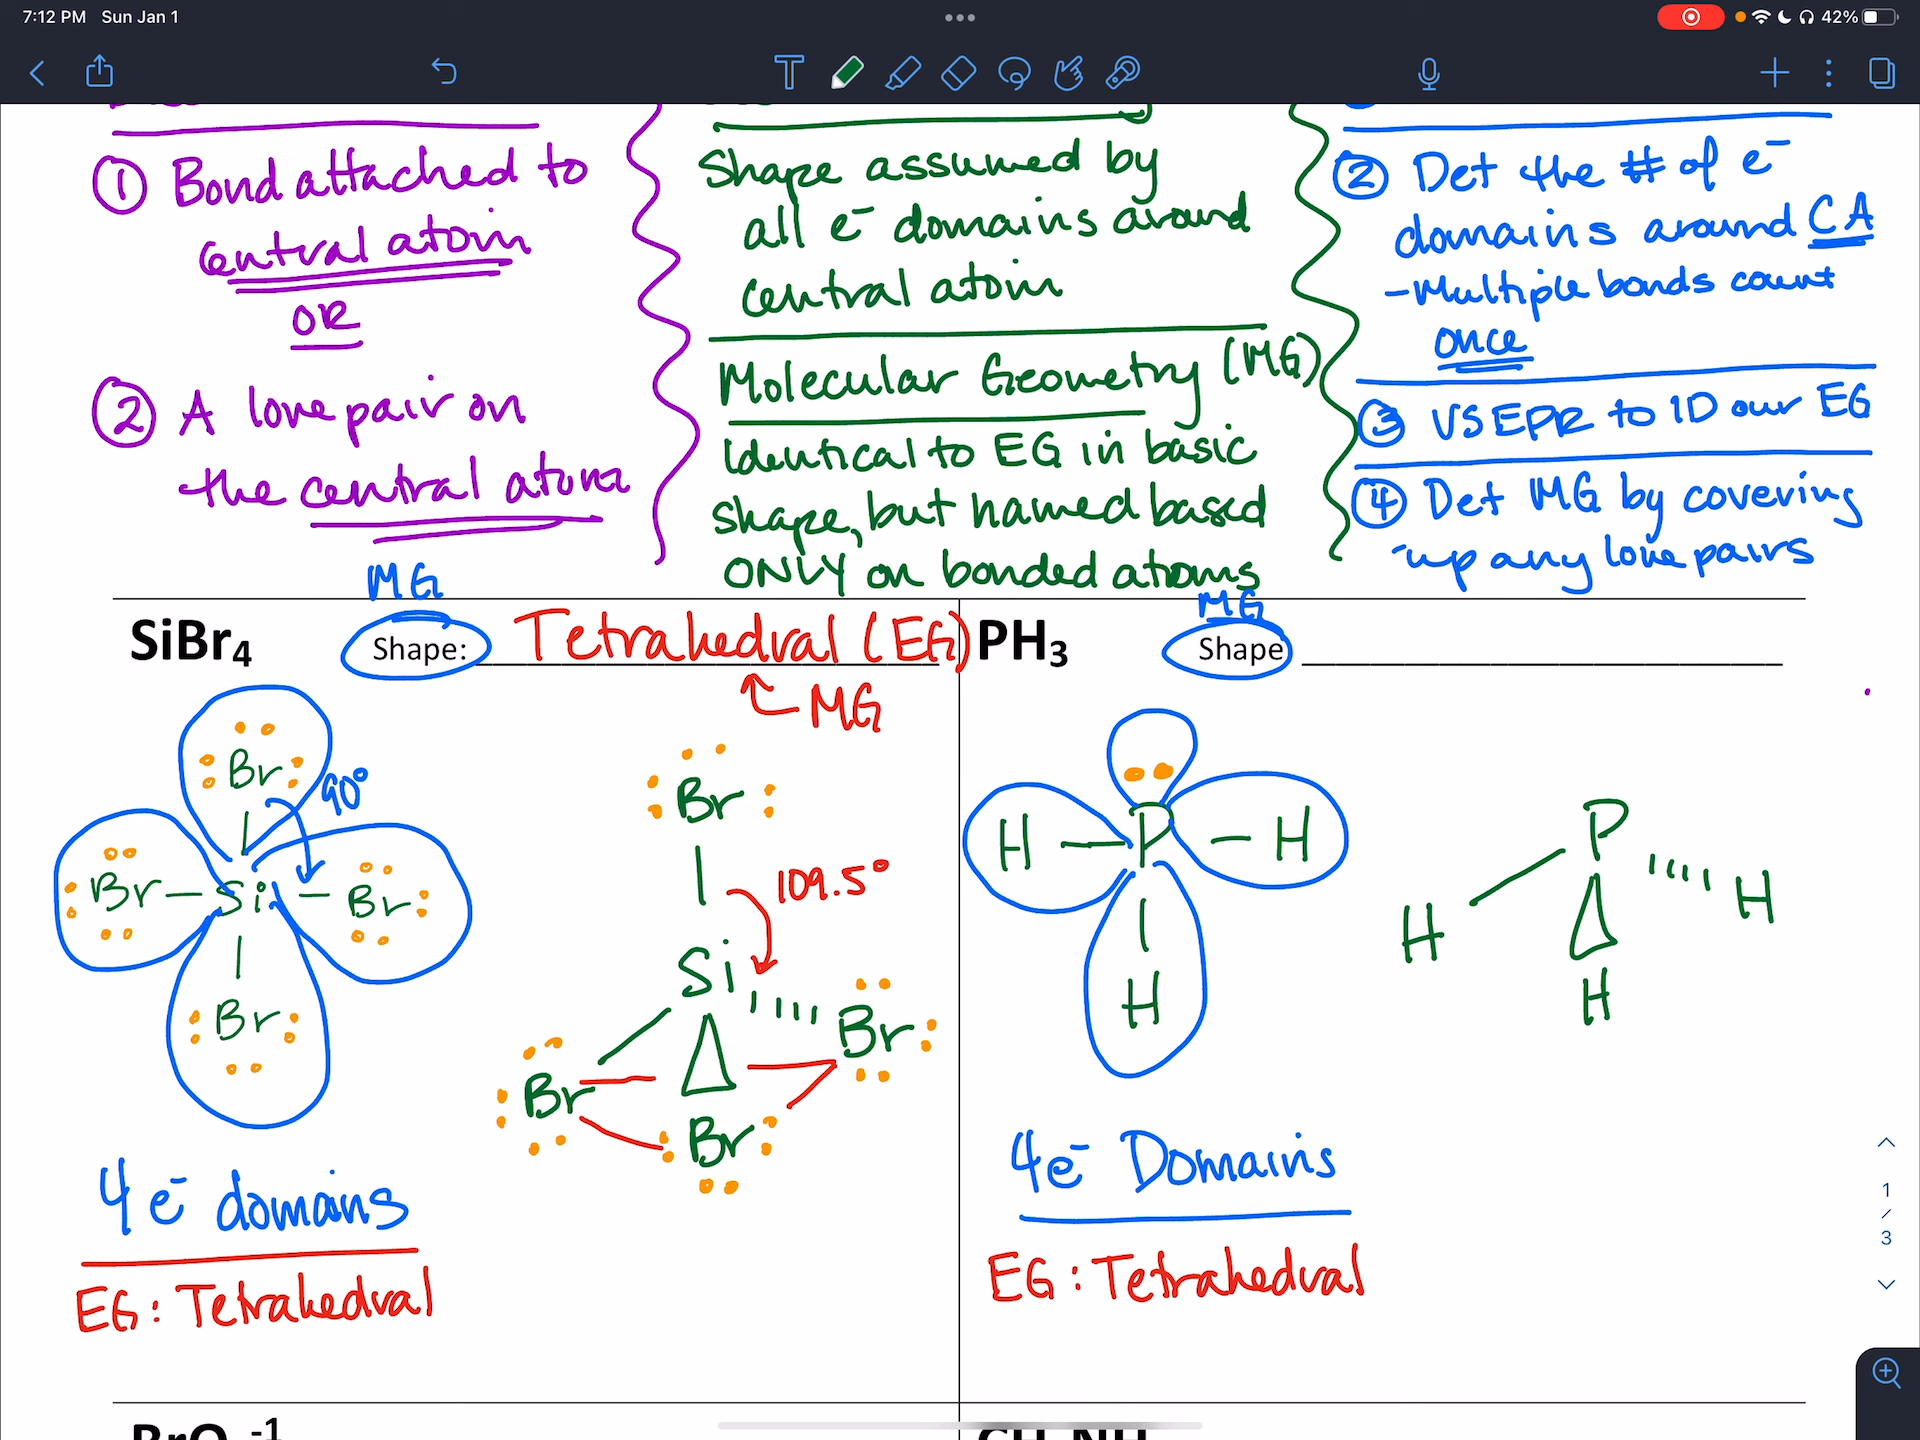 7:12 PM Sun Jan 1
42%
① Bond attached to
central atom
OR
② A lone pair on
the central atom
Shape assumed by
all e⁻ domains around
central atom
Molecular Geometry (MG)
Identical to EG in basic
shape, but named based
ONLY on bonded atoms
② Det the # of e⁻
domains around CA
-Multiple bonds count
once
③ VSEPR to ID our EG
④ Det MG by covering
up any lone pairs
MG
SiBr₄ Shape: Tetrahedral (EG)
MG
Br
90°
Br Si Br
Br
Br
109.5°
Si
Br
Br
Br
4 e⁻ domains
EG: Tetrahedral
MG
PH₃ Shape
H P H
H
P
H
H
H
4e⁻ Domains
EG: Tetrahedral
1
/
3